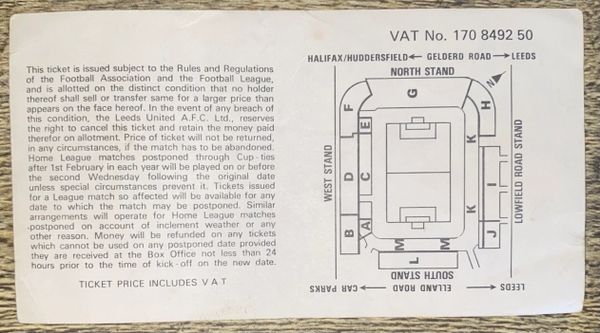 This ticket is issued subject to the Rules and Regulations
of the Football Association and the Football League,
and is allotted on the distinct condition that no holder
thereof shall sell or transfer same for a larger price than
appears on the face hereof. In the event of any breach of
this condition, the Leeds United A.F.C. Ltd., reserves
the right to cancel this ticket and retain the money paid
therefor on allotment. Price of ticket will not be returned,
in any circumstances, if the match has to be abandoned.
Home League matches postponed through Cup-ties
after 1st February in each year will be played on or before
the second Wednesday following the original date
unless special circumstances prevent it. Tickets issued
for a League match so affected will be available for any
date to which the match may be postponed. Similar
arrangements will operate for Home League matches
postponed on account of inclement weather or any
other reason. Money will be refunded on any tickets
which cannot be used on any postponed date provided
they are received at the Box Office not less than 24
hours prior to the time of kick-off on the new date.
TICKET PRICE INCLUDES V A T
VAT No. 170 8492 50
HALIFAX/HUDDERSFIELD ← GELDERD ROAD → LEEDS
NORTH STAND
N
G
F
H
E
K
WEST STAND
D
C
I
LOWFIELD ROAD STAND
K
B
A
J
M
M
L
SOUTH STAND
CAR PARKS ← ELLAND ROAD → LEEDS